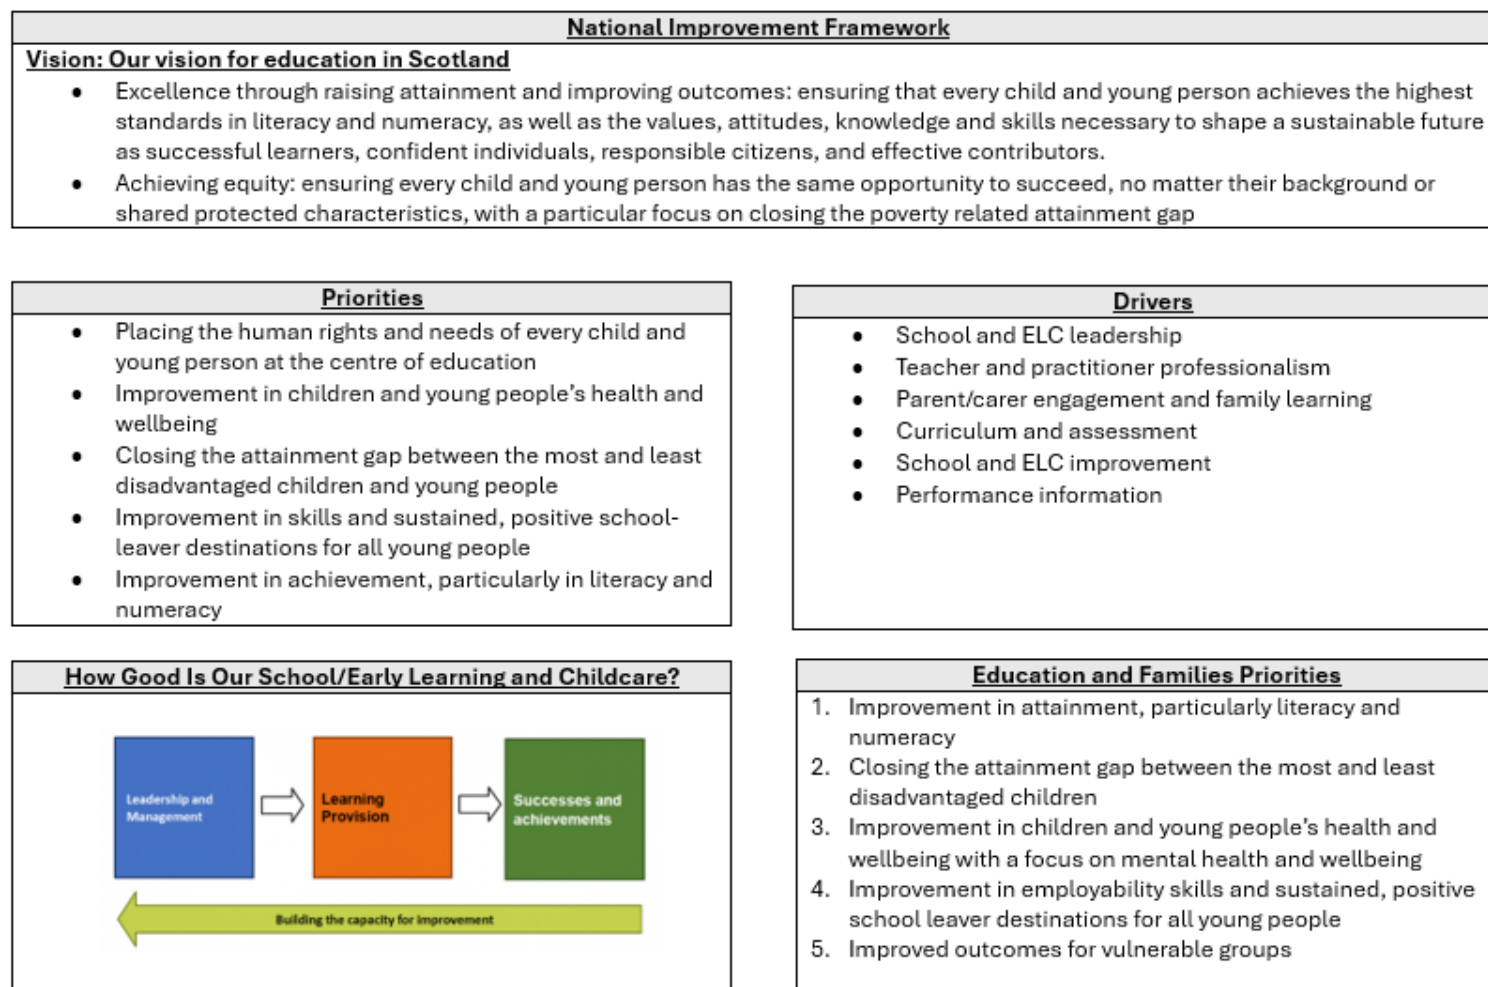 National Improvement Framework
Vision: Our vision for education in Scotland
● Excellence through raising attainment and improving outcomes: ensuring that every child and young person achieves the highest
standards in literacy and numeracy, as well as the values, attitudes, knowledge and skills necessary to shape a sustainable future
as successful learners, confident individuals, responsible citizens, and effective contributors.
● Achieving equity: ensuring every child and young person has the same opportunity to succeed, no matter their background or
shared protected characteristics, with a particular focus on closing the poverty related attainment gap
Priorities
● Placing the human rights and needs of every child and
young person at the centre of education
● Improvement in children and young people’s health and
wellbeing
● Closing the attainment gap between the most and least
disadvantaged children and young people
● Improvement in skills and sustained, positive school-
leaver destinations for all young people
● Improvement in achievement, particularly in literacy and
numeracy
Drivers
● School and ELC leadership
● Teacher and practitioner professionalism
● Parent/carer engagement and family learning
● Curriculum and assessment
● School and ELC improvement
● Performance information
How Good Is Our School/Early Learning and Childcare?
Leadership and
Management
Learning
Provision
Successes and
achievements
Building the capacity for improvement
Education and Families Priorities
1. Improvement in attainment, particularly literacy and
numeracy
2. Closing the attainment gap between the most and least
disadvantaged children
3. Improvement in children and young people’s health and
wellbeing with a focus on mental health and wellbeing
4. Improvement in employability skills and sustained, positive
school leaver destinations for all young people
5. Improved outcomes for vulnerable groups